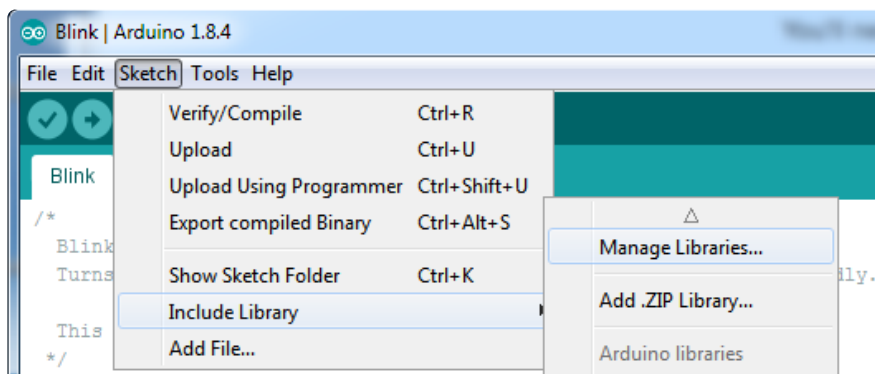 Blink | Arduino 1.8.4
File Edit Sketch Tools Help
Verify/Compile Ctrl+R
Upload Ctrl+U
Upload Using Programmer Ctrl+Shift+U
Export compiled Binary Ctrl+Alt+S
Show Sketch Folder Ctrl+K
Include Library
Add File...
Manage Libraries...
Add .ZIP Library...
Arduino libraries
Blink
/*
Blink
Turns
This
*/